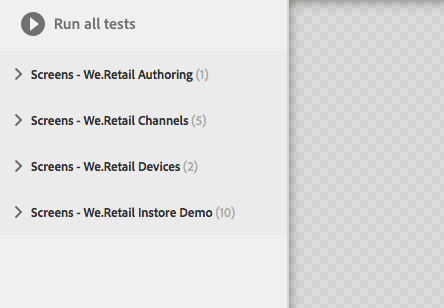 Run all tests
Screens - We.Retail Authoring (1)
Screens - We.Retail Channels (5)
Screens - We.Retail Devices (2)
Screens - We.Retail Instore Demo (10)